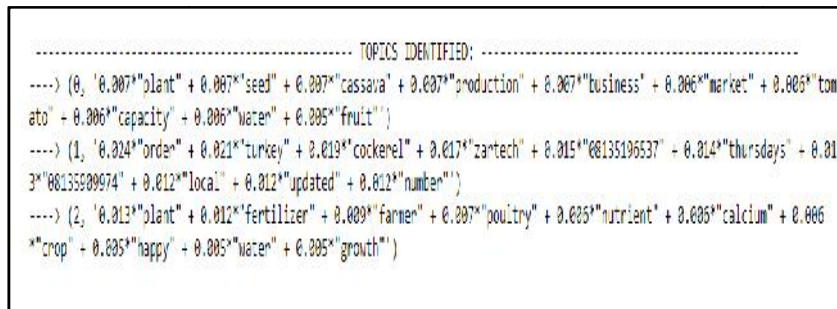 ------------------------------------------------ TOPICS IDENTIFIED: ------------------------------------------------
----> (0, '0.007*"plant" + 0.007*"seed" + 0.007*"cassava" + 0.007*"production" + 0.007*"business" + 0.006*"market" + 0.006*"tom
ato" + 0.006*"capacity" + 0.006*"water" + 0.005*"fruit"')
----> (1, '0.024*"order" + 0.021*"turkey" + 0.019*"cockerel" + 0.017*"zartech" + 0.015*"08135196537" + 0.014*"thursdays" + 0.01
3*"08135909974" + 0.012*"local" + 0.012*"updated" + 0.012*"number"')
----> (2, '0.013*"plant" + 0.012*"fertilizer" + 0.009*"farmer" + 0.007*"poultry" + 0.006*"nutrient" + 0.006*"calcium" + 0.006
*"crop" + 0.005*"happy" + 0.005*"water" + 0.005*"growth"')